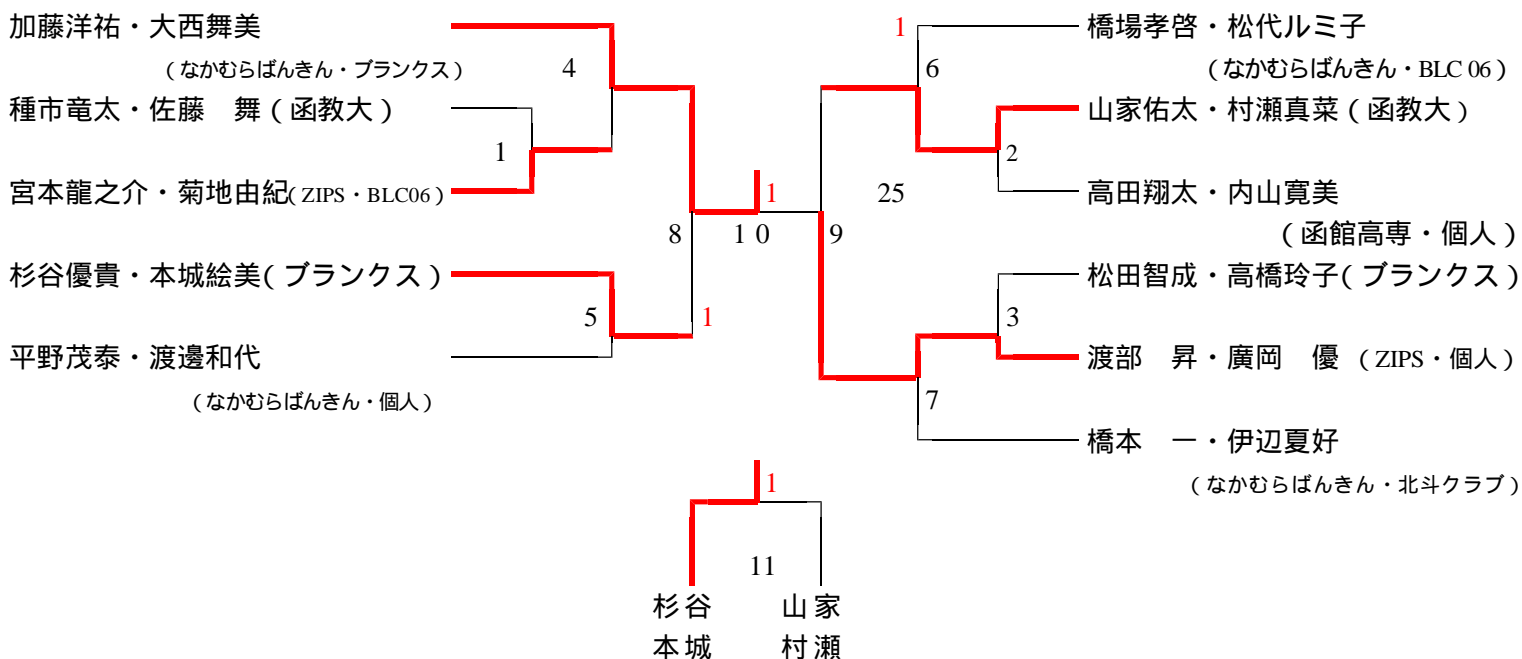 加藤洋祐・大西舞美
(なかむらばんきん・ブランクス)
4
種市竜太・佐藤　舞(函教大)
1
宮本龍之介・菊地由紀(ZIPS・BLC06)
8
杉谷優貴・本城絵美(ブランクス)
5
1
平野茂泰・渡邊和代
(なかむらばんきん・個人)
1
10
1
橋場孝啓・松代ルミ子
6
(なかむらばんきん・BLC 06)
山家佑太・村瀬真菜(函教大)
2
25
高田翔太・内山寛美
9
(函館高専・個人)
松田智成・高橋玲子(ブランクス)
3
渡部　昇・廣岡　優 (ZIPS・個人)
7
橋本　一・伊辺夏好
(なかむらばんきん・北斗クラブ)
1
11
杉谷　山家
本城　村瀬